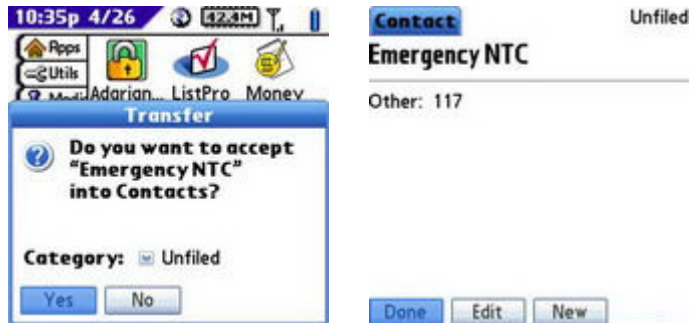 10:35p 4/26
42.4M
Apps
Utils
Adarian... ListPro Money
Transfer
Do you want to accept
“Emergency NTC”
into Contacts?
Category: Unfiled
Yes No
Contact Unfiled
Emergency NTC
Other: 117
Done Edit New